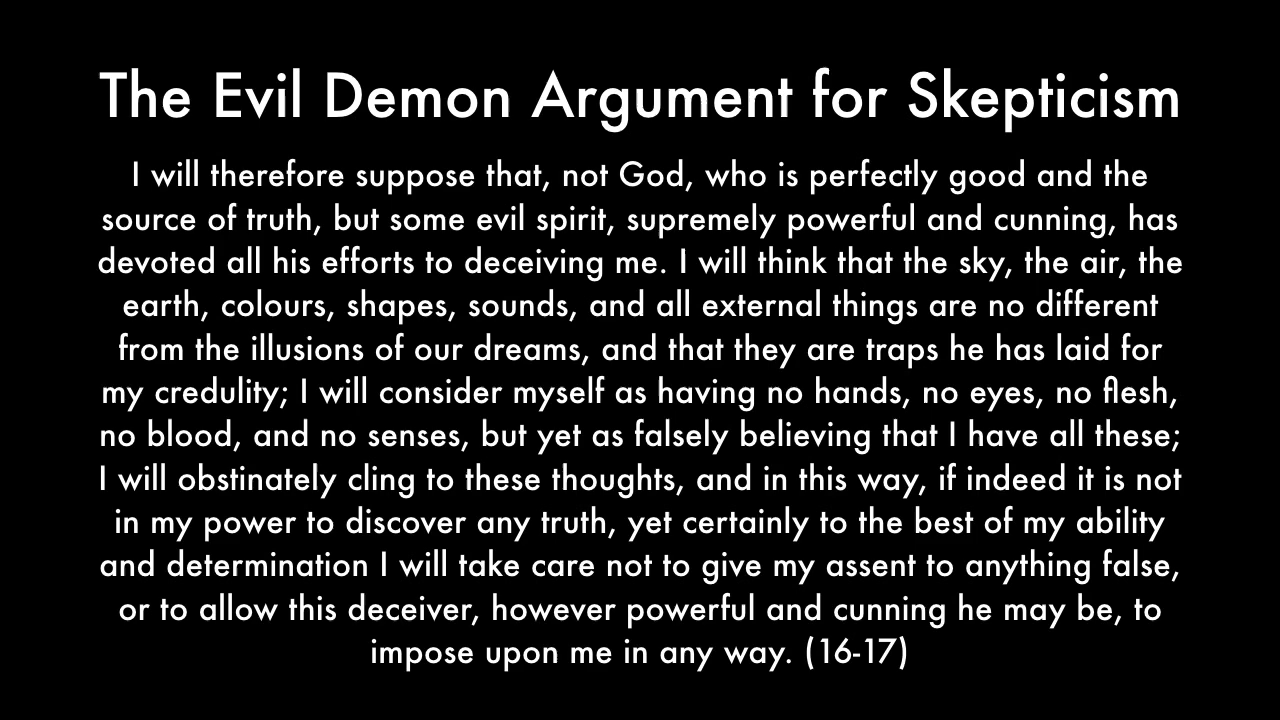 The Evil Demon Argument for Skepticism
I will therefore suppose that, not God, who is perfectly good and the
source of truth, but some evil spirit, supremely powerful and cunning, has
devoted all his efforts to deceiving me. I will think that the sky, the air, the
earth, colours, shapes, sounds, and all external things are no different
from the illusions of our dreams, and that they are traps he has laid for
my credulity; I will consider myself as having no hands, no eyes, no flesh,
no blood, and no senses, but yet as falsely believing that I have all these;
I will obstinately cling to these thoughts, and in this way, if indeed it is not
in my power to discover any truth, yet certainly to the best of my ability
and determination I will take care not to give my assent to anything false,
or to allow this deceiver, however powerful and cunning he may be, to
impose upon me in any way. (16-17)